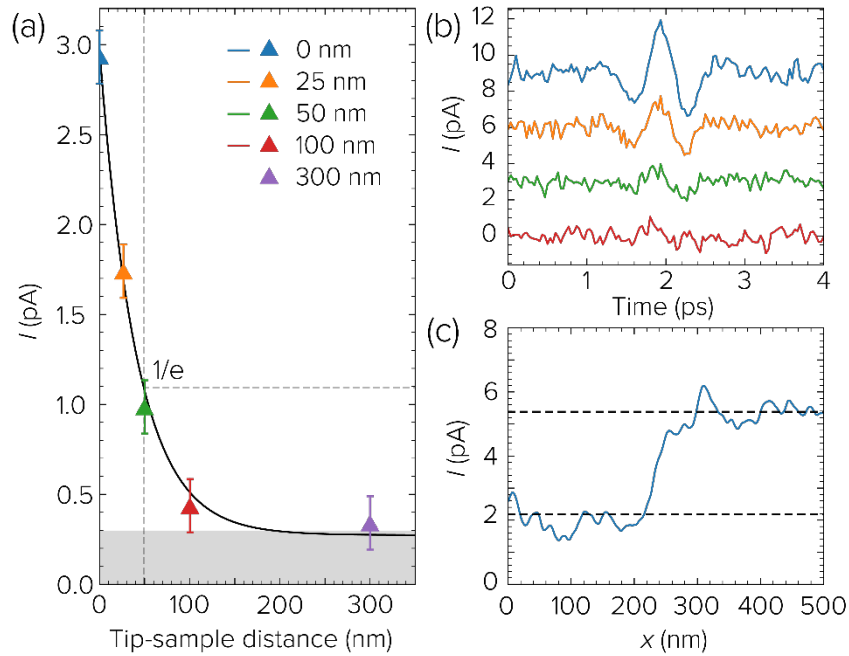 (a)
I (pA)
3.0
2.5
2.0
1.5
1.0
0.5
0.0
0 nm
25 nm
50 nm
100 nm
300 nm
1/e
0
100
200
300
Tip-sample distance (nm)
(b)
I (pA)
12
10
8
6
4
2
0
0
1
2
3
4
Time (ps)
(c)
I (pA)
8
6
4
2
0
0
100
200
300
400
500
x (nm)